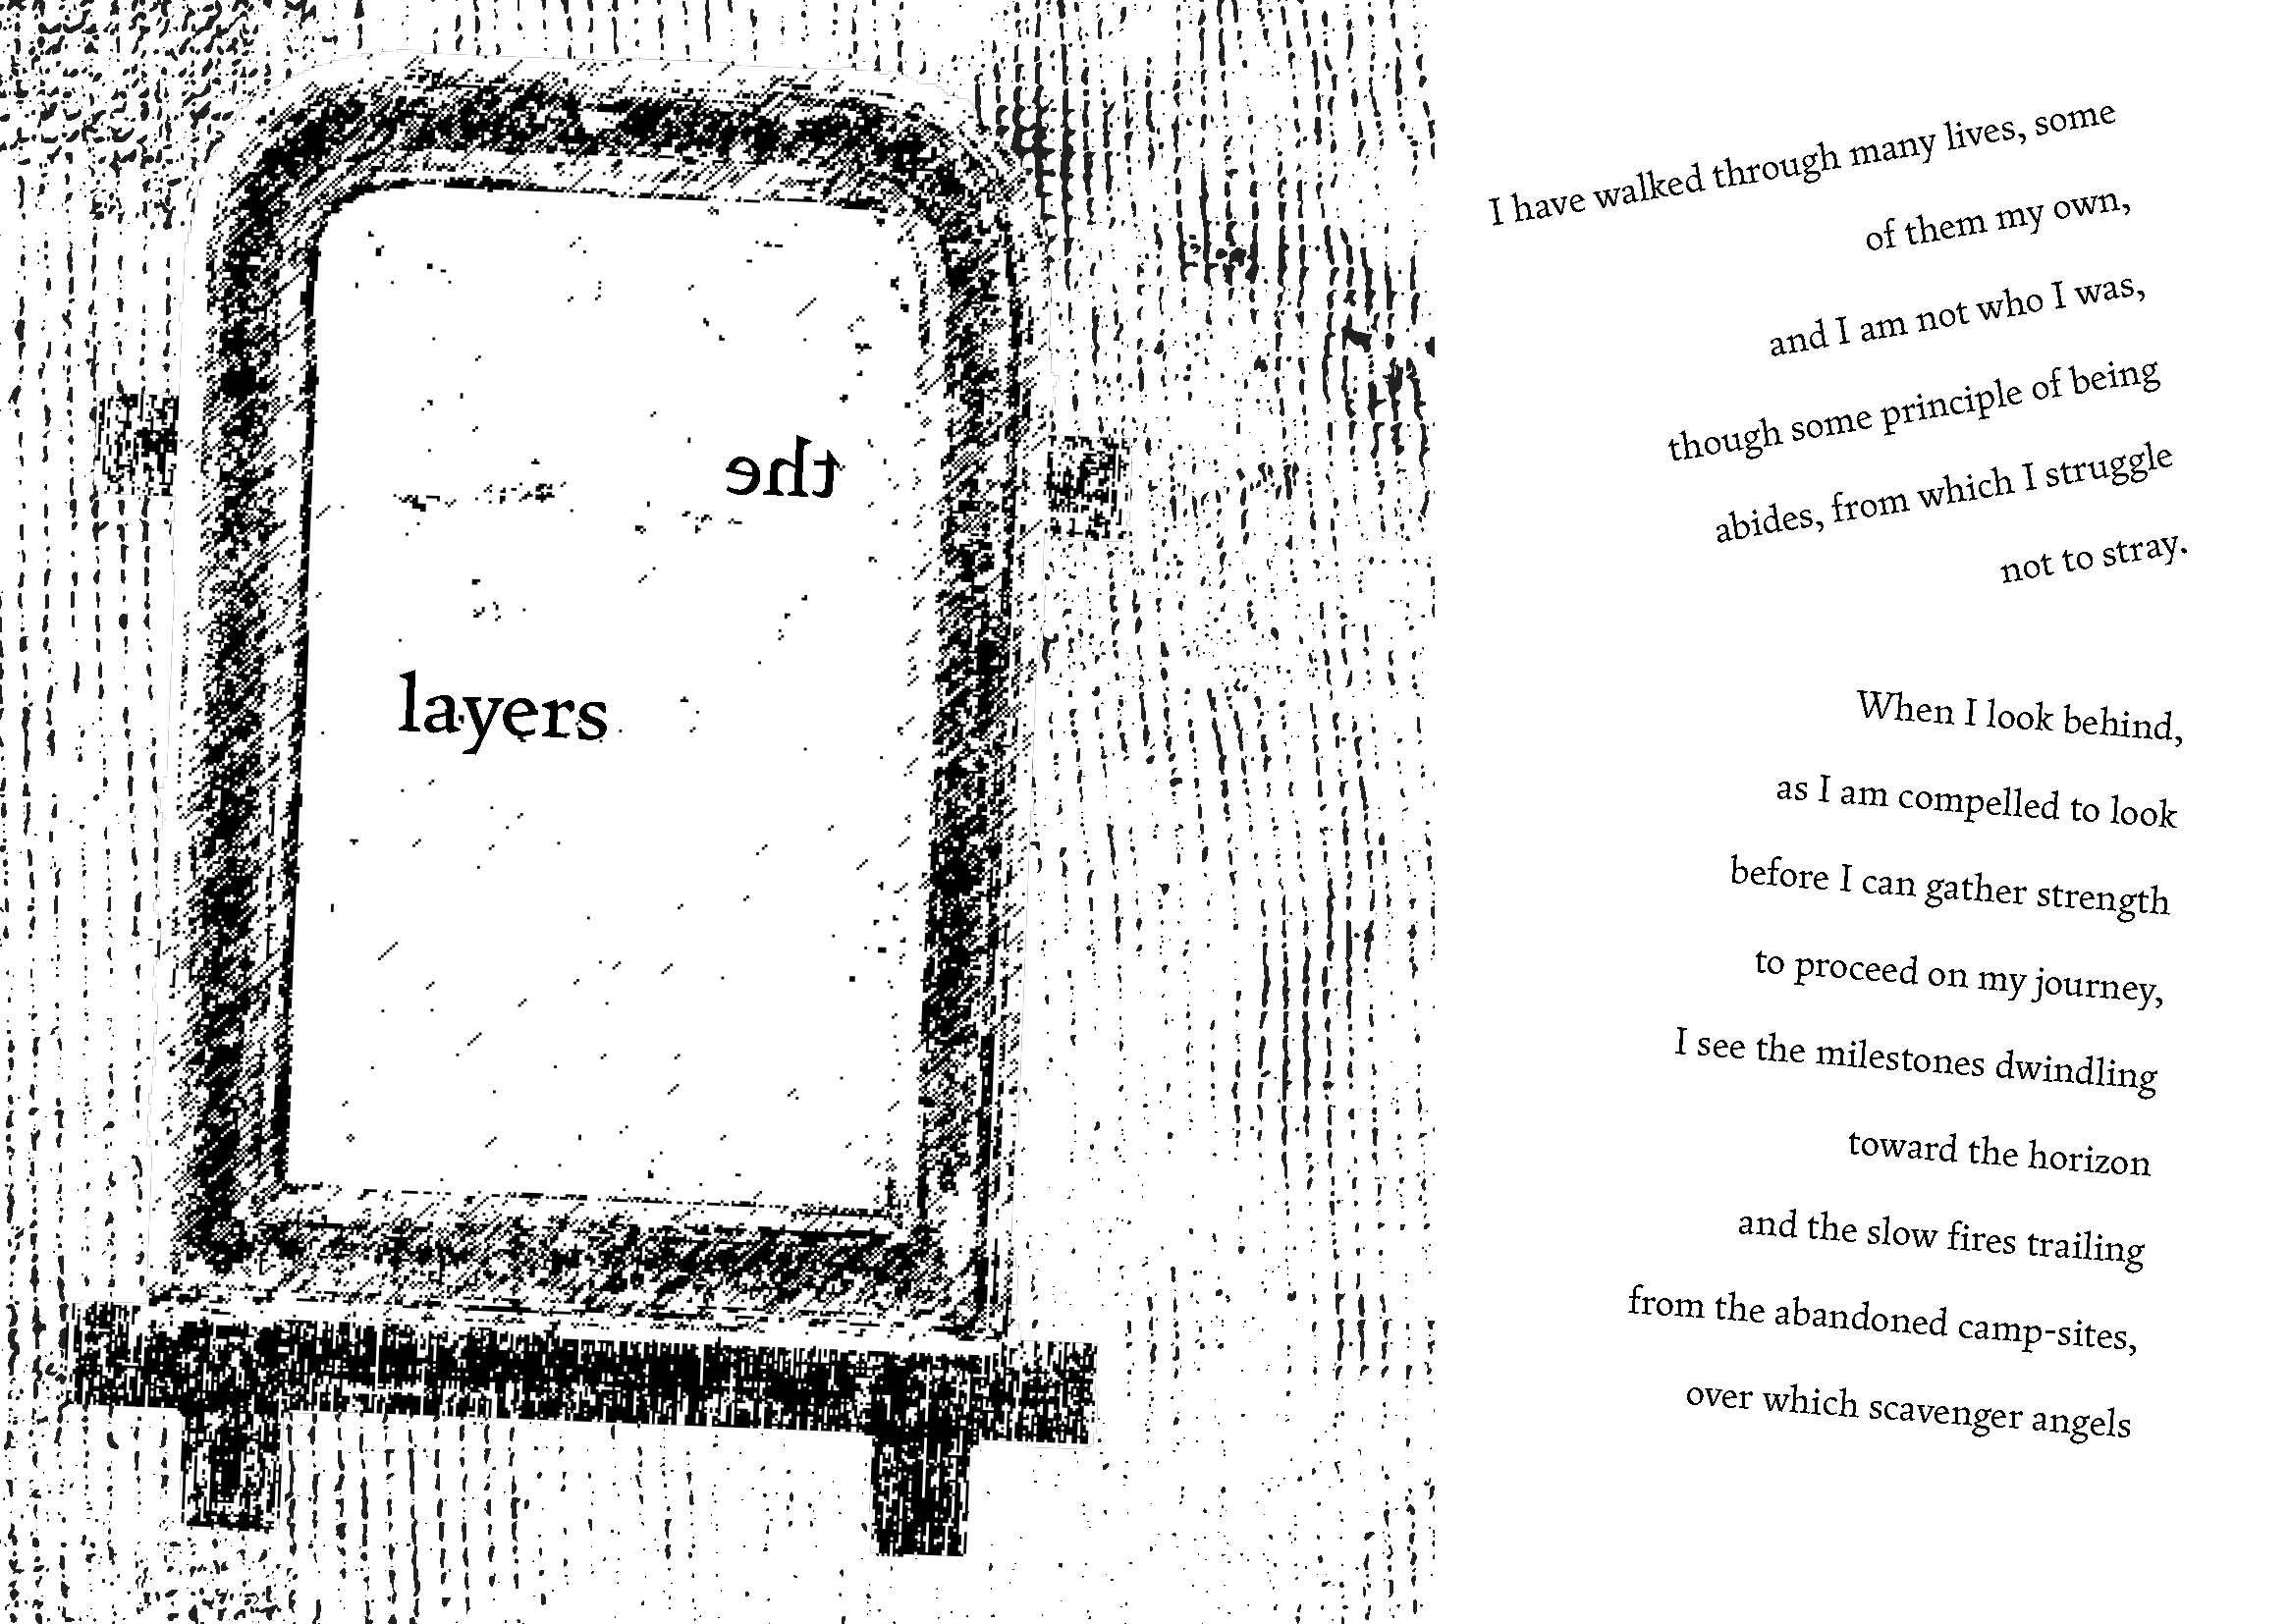 the
layers
I have walked through many lives, some
of them my own,
and I am not who I was,
though some principle of being
abides, from which I struggle
not to stray.
When I look behind,
as I am compelled to look
before I can gather strength
to proceed on my journey,
I see the milestones dwindling
toward the horizon
and the slow fires trailing
from the abandoned camp-sites,
over which scavenger angels